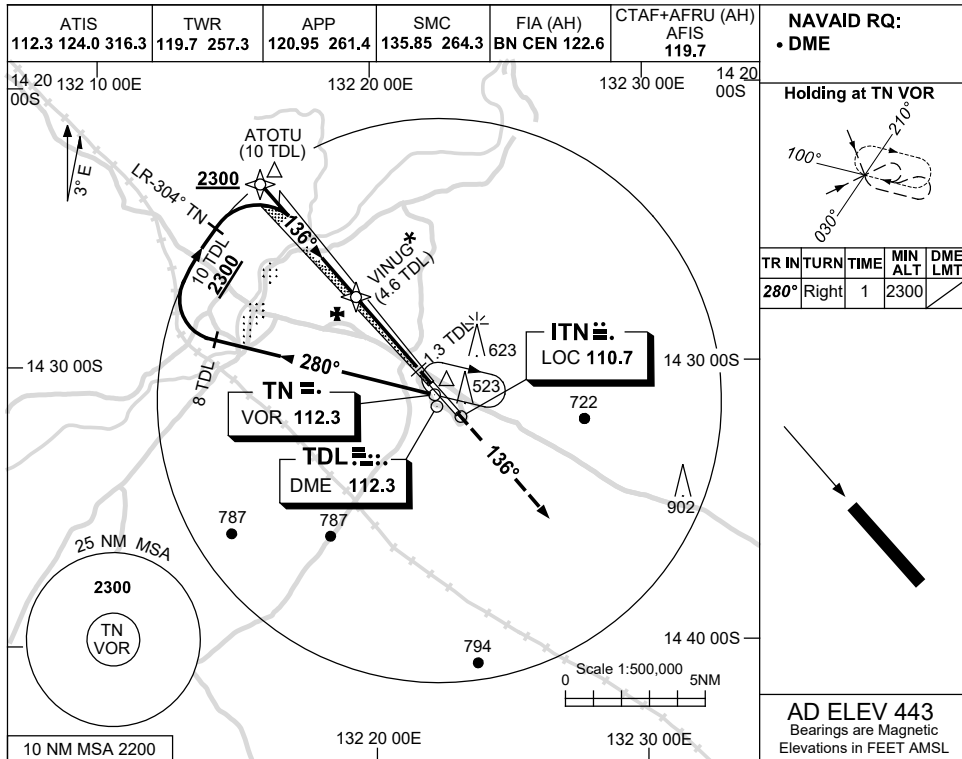 ATIS
112.3 124.0 316.3
TWR
119.7 257.3
APP
120.95 261.4
SMC
135.85 264.3
FIA (AH)
BN CEN 122.6
CTAF+AFRU (AH)
AFIS
119.7
NAVAID RQ:
• DME
14 20
00S
132 10 00E
132 20 00E
132 30 00E
14 20
00S
Holding at TN VOR
210°
100°
030°
TR IN TURN TIME MIN ALT DME LMT
280° Right 1 2300
3° E
ATOTU
(10 TDL)
2300
LR-304° TN
136°
10 TDL
2300
VINUG*
(4.6 TDL)
1.3 TDL
623
ITN
LOC 110.7
14 30 00S
14 30 00S
8 TDL
280°
523
TN
VOR 112.3
722
TDL
DME 112.3
136°
902
787
787
25 NM MSA
2300
TN
VOR
794
14 40 00S
Scale 1:500,000
0
5NM
10 NM MSA 2200
132 20 00E
132 30 00E
AD ELEV 443
Bearings are Magnetic
Elevations in FEET AMSL